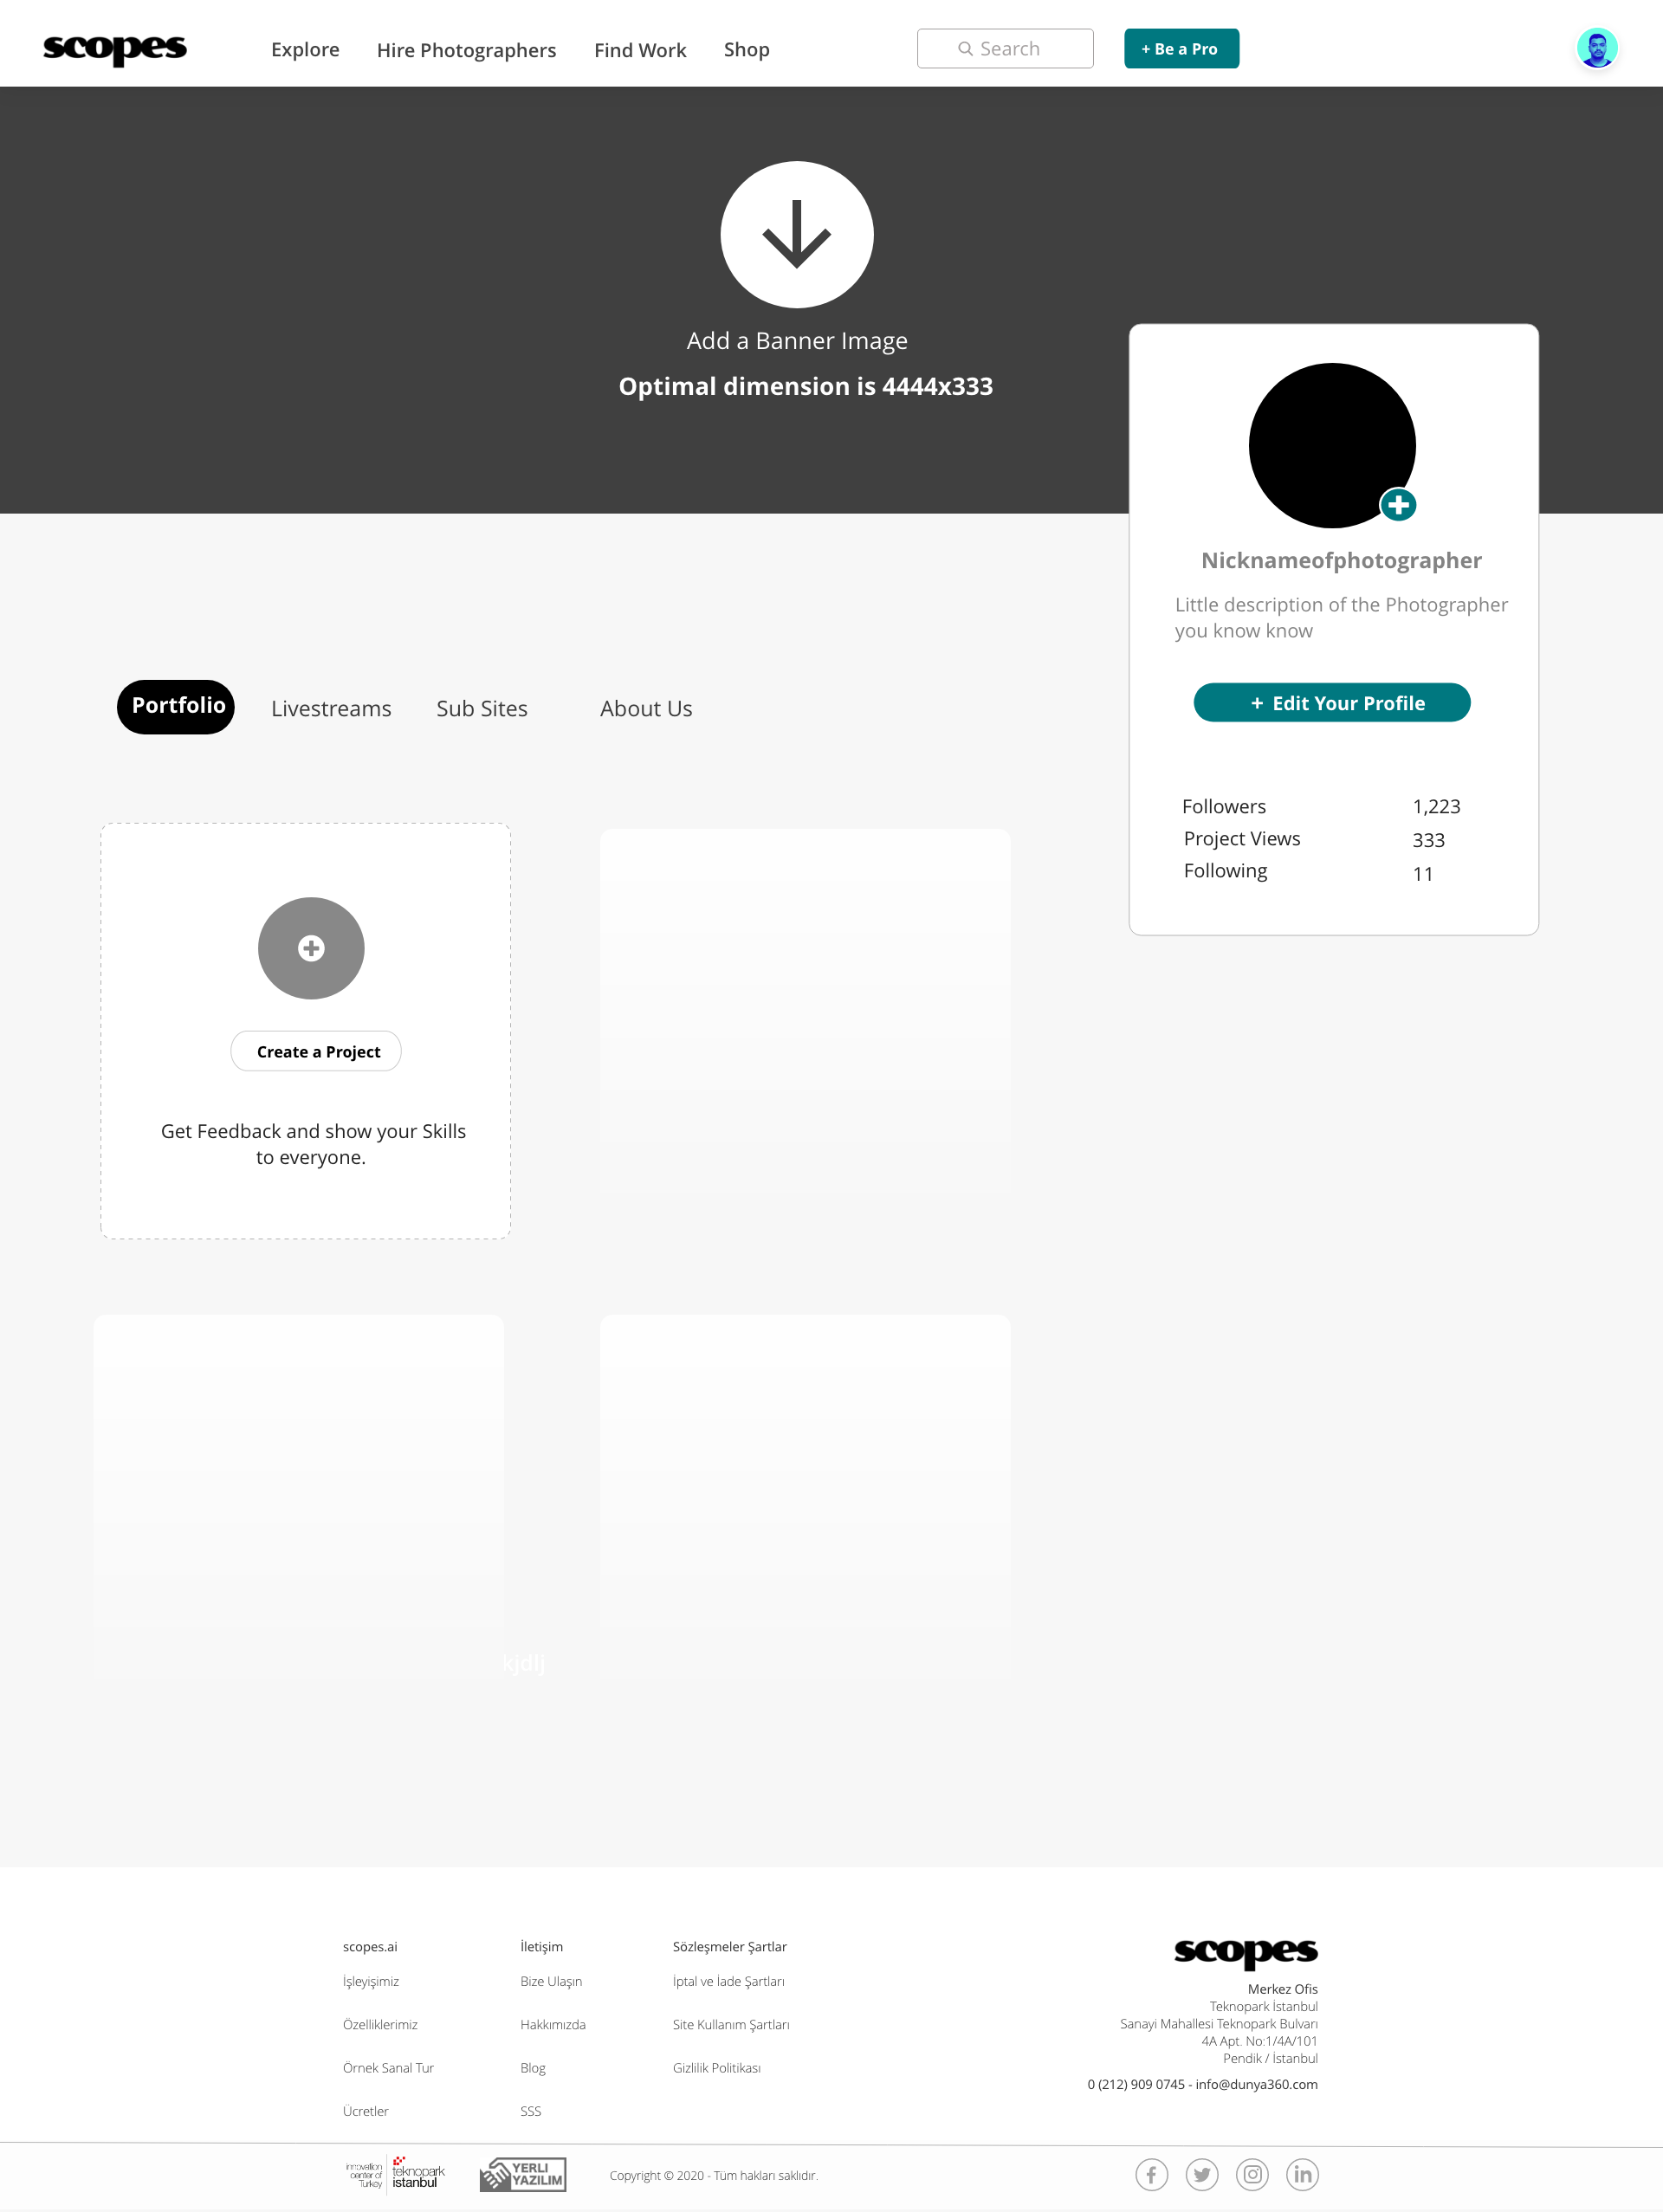 scopes
Explore
Hire Photographers
Find Work
Shop
Search
+ Be a Pro
Add a Banner Image
Optimal dimension is 4444x333
Nicknameofphotographer
Little description of the Photographer
you know know
+ Edit Your Profile
Followers 1,223
Project Views 333
Following 11
Portfolio
Livestreams
Sub Sites
About Us
Create a Project
Get Feedback and show your Skills
to everyone.
kjdlj
scopes.ai
İşleyişimiz
Özelliklerimiz
Örnek Sanal Tur
Ücretler
İletişim
Bize Ulaşın
Hakkımızda
Blog
SSS
Sözleşmeler Şartlar
İptal ve İade Şartları
Site Kullanım Şartları
Gizlilik Politikası
scopes
Merkez Ofis
Teknopark İstanbul
Sanayi Mahallesi Teknopark Bulvarı
4A Apt. No:1/4A/101
Pendik / İstanbul
0 (212) 909 0745 - info@dunya360.com
innovation
center of
Turkey
teknopark
istanbul
YERLİ
YAZILIM
Copyright © 2020 - Tüm hakları saklıdır.